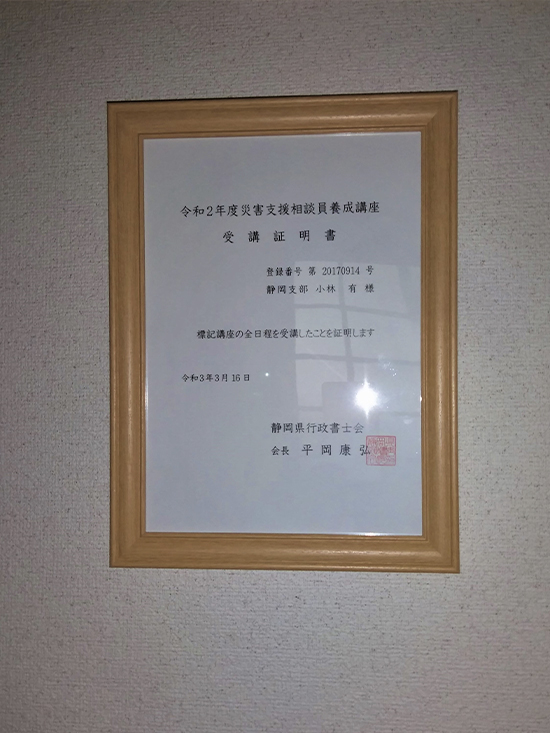 令和2年度災害支援相談員養成講座
受講証明書
登録番号 第 20170914 号
静岡支部 小林 有 様
標記講座の全日程を受講したことを証明します
令和3年3月16日
静岡県行政書士会
会長 平岡康弘